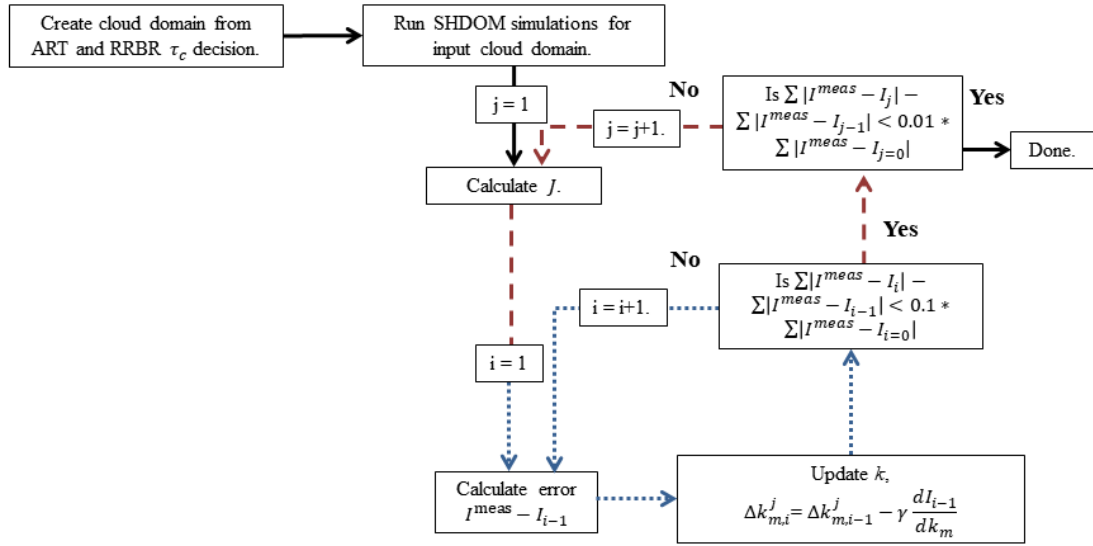 Create cloud domain from
ART and RRBR τ_c decision.
Run SHDOM simulations for
input cloud domain.
j = 1
No
j = j+1.
Is ∑ |I^{meas} − I_j| −
∑ |I^{meas} − I_{j−1}| < 0.01 *
∑ |I^{meas} − I_{j=0}|
Yes
Done.
Calculate J.
Yes
No
i = i+1.
Is ∑|I^{meas} − I_i| −
∑|I^{meas} − I_{i−1}| < 0.1 *
∑|I^{meas} − I_{i=0}|
i = 1
Calculate error
I^{meas} − I_{i−1}
Update k,
Δk^j_{m,i}= Δk^j_{m,i−1} − γ dI_{i−1}/dk_m